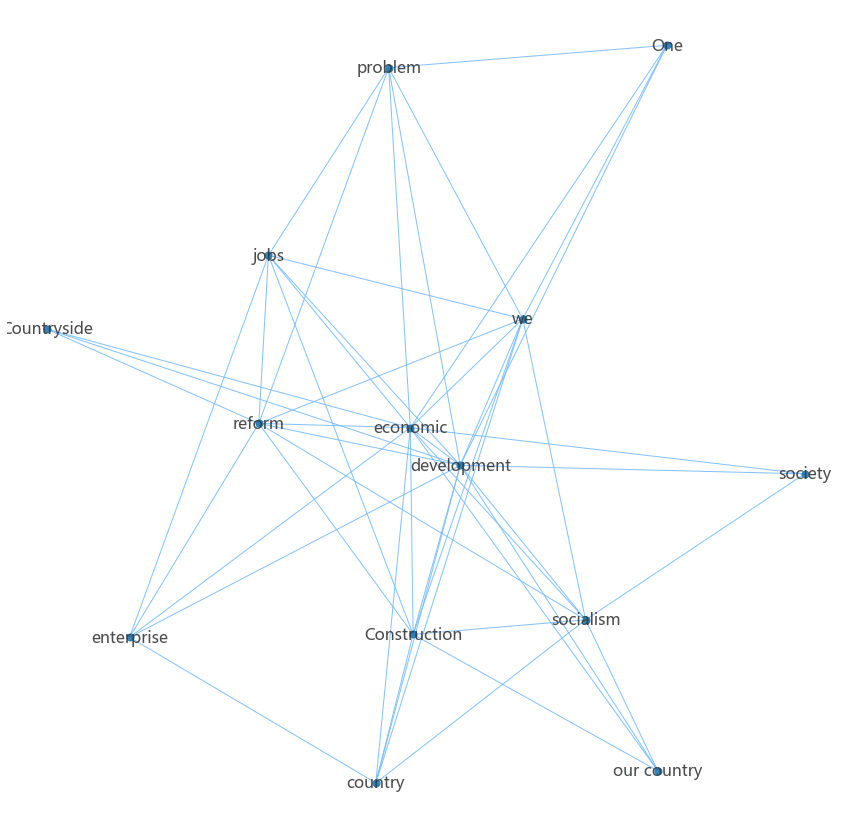 One
problem
jobs
we
Countryside
reform
economic
development
society
socialism
Construction
enterprise
our country
country